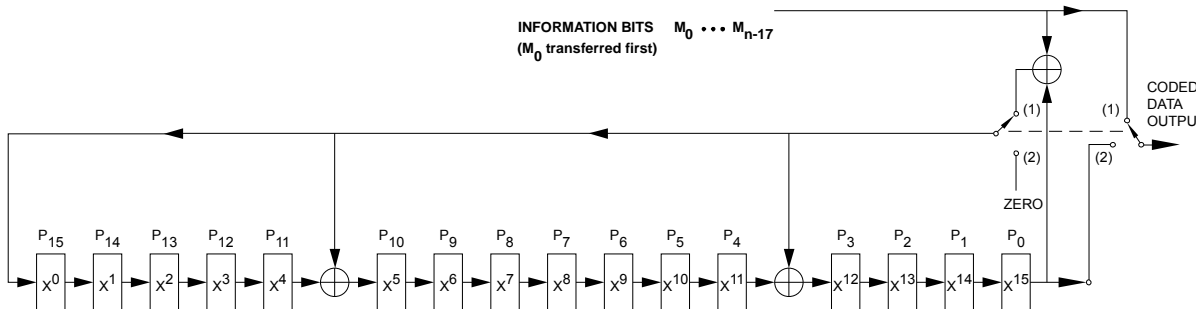 INFORMATION BITS M0 ••• Mn-17
(M0 transferred first)
CODED
DATA
OUTPUT
(1) (1)
(2) (2)
ZERO
P15 P14 P13 P12 P11 P10 P9 P8 P7 P6 P5 P4 P3 P2 P1 P0
X0 X1 X2 X3 X4 X5 X6 X7 X8 X9 X10 X11 X12 X13 X14 X15